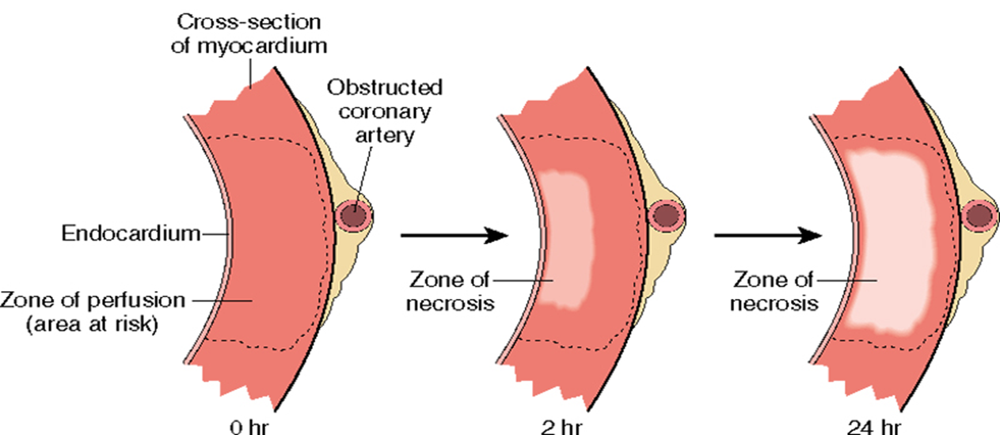 Cross-section
of myocardium
Obstructed
coronary
artery
Endocardium
Zone of perfusion
(area at risk)
0 hr
Zone of
necrosis
2 hr
Zone of
necrosis
24 hr